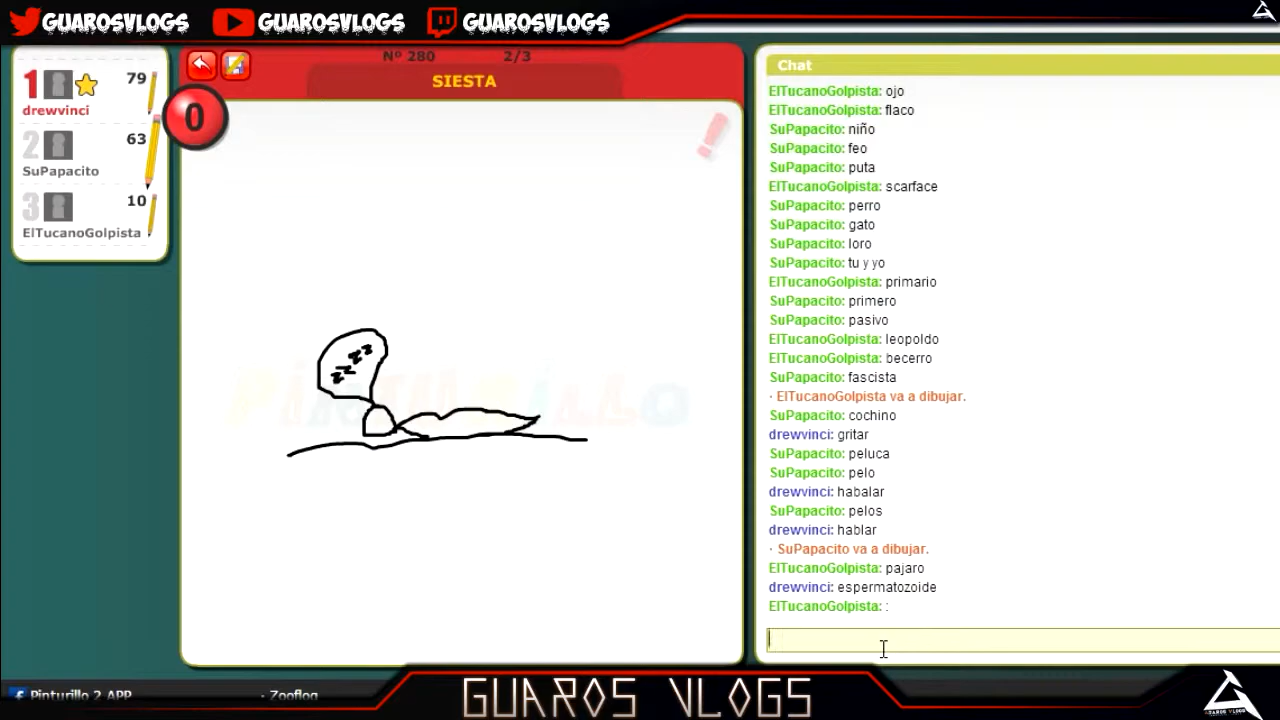 GUAROSVLOGS GUAROSVLOGS GUAROSVLOGS
1 79
drewvinci
2 63
SuPapacito
3 10
ElTucanoGolpista
0
Nº 280 2/3
SIESTA
zzzz
Chat
ElTucanoGolpista: ojo
ElTucanoGolpista: flaco
SuPapacito: niño
SuPapacito: feo
SuPapacito: puta
ElTucanoGolpista: scarface
SuPapacito: perro
SuPapacito: gato
SuPapacito: loro
SuPapacito: tu y yo
ElTucanoGolpista: primario
SuPapacito: primero
SuPapacito: pasivo
ElTucanoGolpista: leopoldo
ElTucanoGolpista: becerro
SuPapacito: fascista
· ElTucanoGolpista va a dibujar.
SuPapacito: cochino
drewvinci: gritar
SuPapacito: peluca
SuPapacito: pelo
drewvinci: habalar
SuPapacito: pelos
drewvinci: hablar
· SuPapacito va a dibujar.
ElTucanoGolpista: pajaro
drewvinci: espermatozoide
ElTucanoGolpista: :
Pinturillo 2 APP · Zooflog
GUAROS VLOGS
GUAROS VLOGS